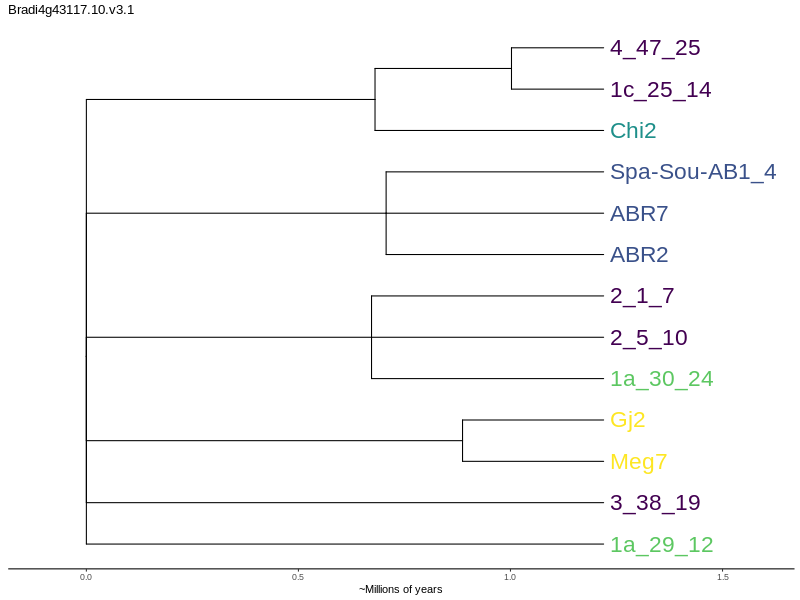 Bradi4g43117.10.v3.1
4_47_25
1c_25_14
Chi2
Spa-Sou-AB1_4
ABR7
ABR2
2_1_7
2_5_10
1a_30_24
Gj2
Meg7
3_38_19
1a_29_12
0.0 0.5 1.0 1.5
~Millions of years